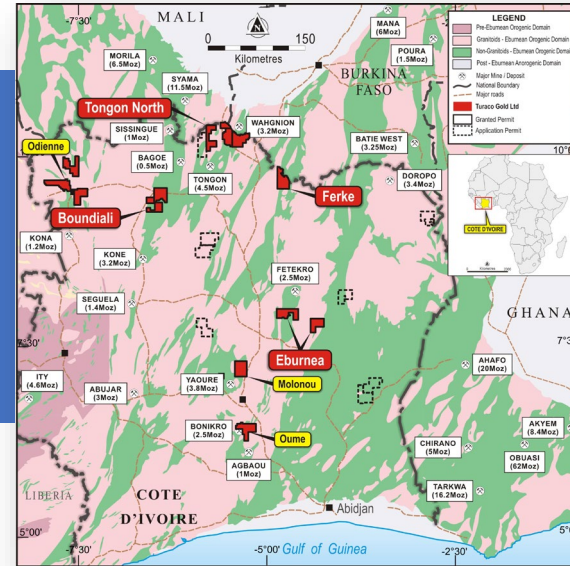 -7°30'
-5°00'
MALI
0
150
Kilometres
MANA
(6Moz)
POURA
(1.5Moz)
LEGEND
Pre-Eburnean Orogenic Domain
Granitoids - Eburnean Orogenic Domain
Non-Granitoids - Eburnean Orogenic Domain
Post - Eburnean Anorogenic Domain
Major Mine / Deposit
National Boundary
Major roads
Turaco Gold Ltd
Granted Permit
Application Permit
MORILA
(6.5Moz)
SYAMA
(11.5Moz)
BURKINA
FASO
Tongon North
SISSINGUE
(1Moz)
WAHGNION
(3.2Moz)
BATIE WEST
(3.25Moz)
Odienne
BAGOE
(0.5Moz)
TONGON
(4.5Moz)
DOROPO
(3.4Moz)
10°0
Ferke
Boundiali
COTE D'IVOIRE
Kilometres
KONA
(1.2Moz)
KONE
(3.2Moz)
FETEKRO
(2.5Moz)
SEGUELA
(1.4Moz)
GHANA
7°30'
7°3
Eburnea
ITY
(4.6Moz)
ABUJAR
(3Moz)
YAOURE
(3.8Moz)
Molonou
AHAFO
(20Moz)
BONIKRO
(2.5Moz)
Oume
AKYEM
(8.4Moz)
CHIRANO
(5Moz)
OBUASI
(62Moz)
AGBAOU
(1Moz)
TARKWA
(16.2Moz)
LIBERIA
COTE
D'IVOIRE
Abidjan
5°00'
5°0
-7°30'
-5°00'
Gulf of Guinea
-2°30'